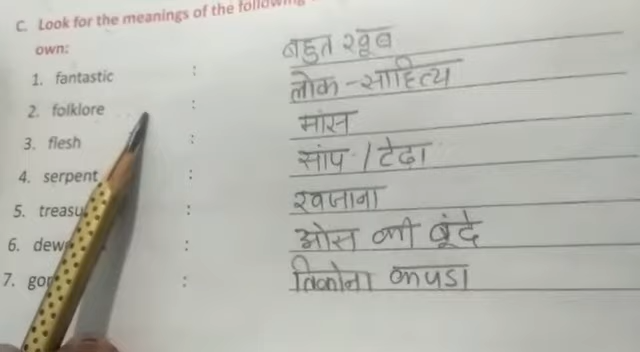 C. Look for the meanings of the following
own:
1. fantastic : बहुत खूब
2. folklore : लोक-साहित्य
3. flesh : मांस
4. serpent : सांप / टेढा
5. : खजाना
6. : ओस की बूंदे
7. : तिकोना कपडा